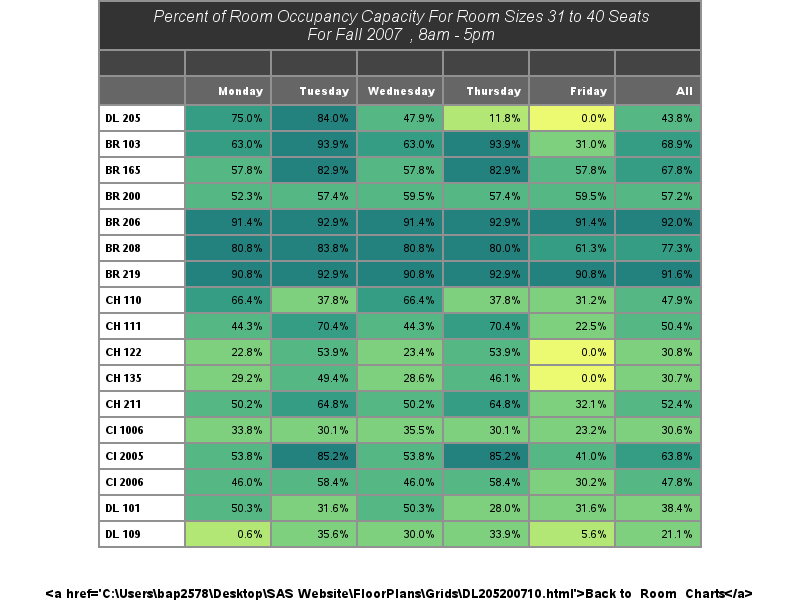 Percent of Room Occupancy Capacity For Room Sizes 31 to 40 Seats
For Fall 2007 , 8am - 5pm
Monday Tuesday Wednesday Thursday Friday All
DL 205 75.0% 84.0% 47.9% 11.8% 0.0% 43.8%
BR 103 63.0% 93.9% 63.0% 93.9% 31.0% 68.9%
BR 165 57.8% 82.9% 57.8% 82.9% 57.8% 67.8%
BR 200 52.3% 57.4% 59.5% 57.4% 59.5% 57.2%
BR 206 91.4% 92.9% 91.4% 92.9% 91.4% 92.0%
BR 208 80.8% 83.8% 80.8% 80.0% 61.3% 77.3%
BR 219 90.8% 92.9% 90.8% 92.9% 90.8% 91.6%
CH 110 66.4% 37.8% 66.4% 37.8% 31.2% 47.9%
CH 111 44.3% 70.4% 44.3% 70.4% 22.5% 50.4%
CH 122 22.8% 53.9% 23.4% 53.9% 0.0% 30.8%
CH 135 29.2% 49.4% 28.6% 46.1% 0.0% 30.7%
CH 211 50.2% 64.8% 50.2% 64.8% 32.1% 52.4%
CI 1006 33.8% 30.1% 35.5% 30.1% 23.2% 30.6%
CI 2005 53.8% 85.2% 53.8% 85.2% 41.0% 63.8%
CI 2006 46.0% 58.4% 46.0% 58.4% 30.2% 47.8%
DL 101 50.3% 31.6% 50.3% 28.0% 31.6% 38.4%
DL 109 0.6% 35.6% 30.0% 33.9% 5.6% 21.1%
<a href='C:\Users\bap2578\Desktop\SAS Website\FloorPlans\Grids\DL205200710.html'>Back to Room Charts</a>